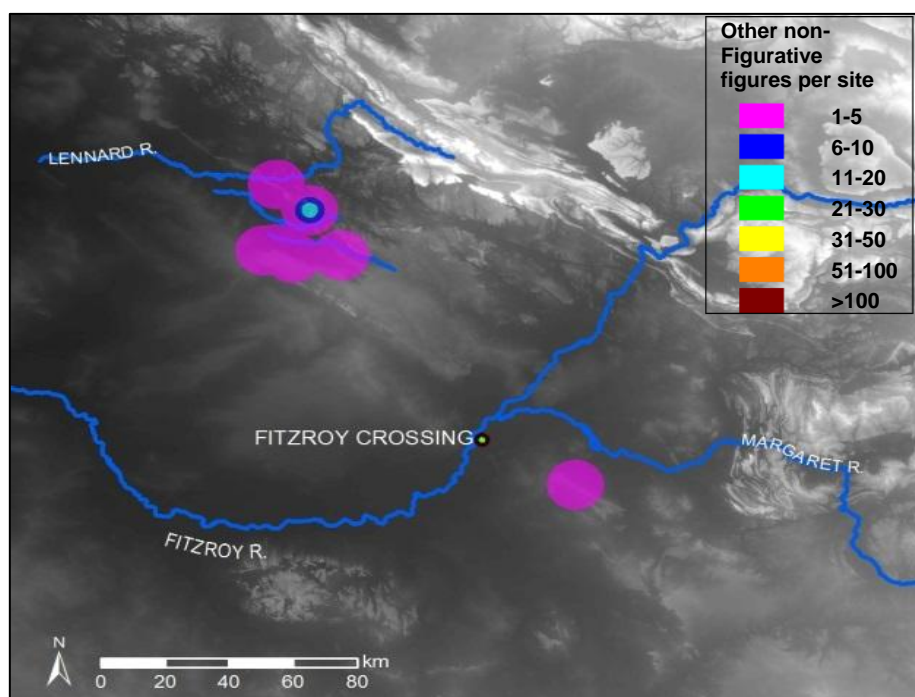 Other non-
Figurative
figures per site
1-5
6-10
11-20
21-30
31-50
51-100
>100
LENNARD R.
FITZROY CROSSING
MARGARET R.
FITZROY R.
N
km
0 20 40 60 80